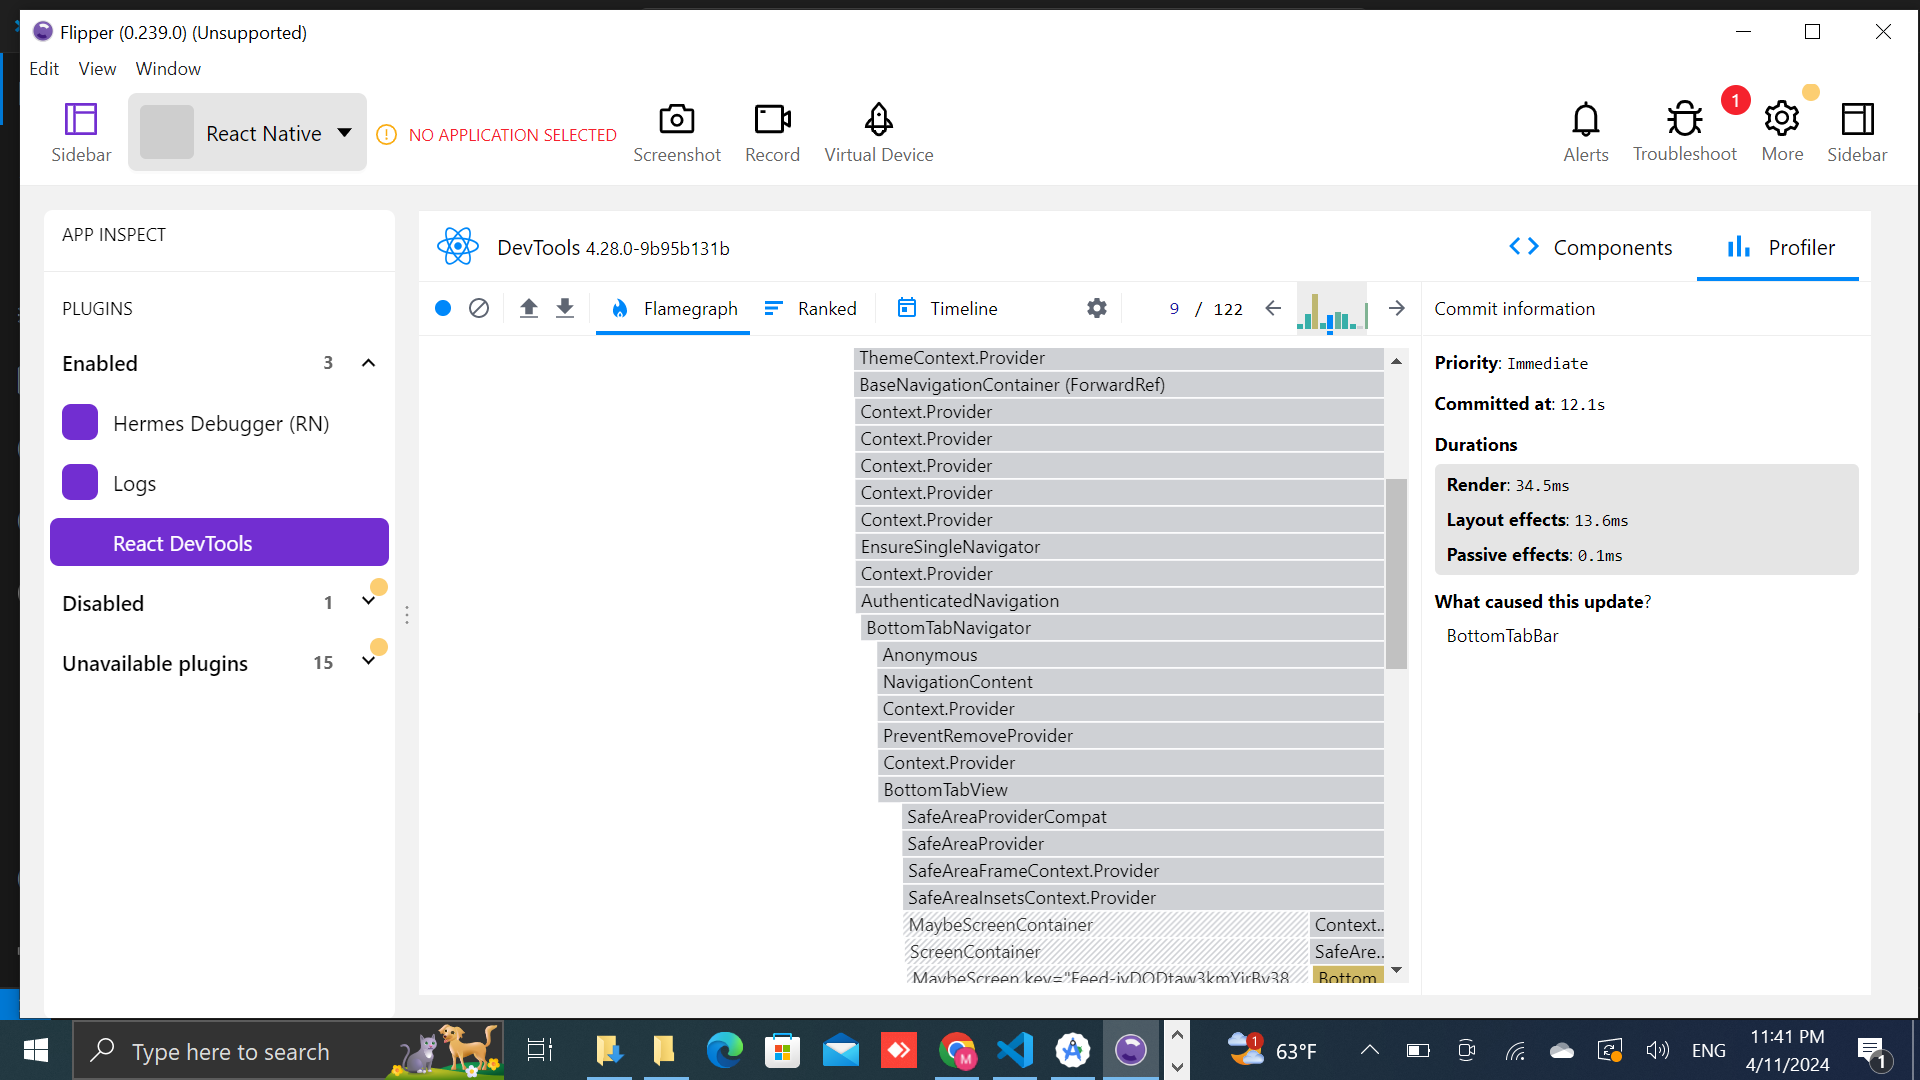 Flipper (0.239.0) (Unsupported)
Edit View Window
Sidebar
React Native
NO APPLICATION SELECTED
Screenshot
Record
Virtual Device
Alerts
Troubleshoot
1
More
Sidebar
APP INSPECT
PLUGINS
Enabled 3
Hermes Debugger (RN)
Logs
React DevTools
Disabled 1
Unavailable plugins 15
DevTools 4.28.0-9b95b131b
Components
Profiler
Flamegraph
Ranked
Timeline
9 / 122
ThemeContext.Provider
BaseNavigationContainer (ForwardRef)
Context.Provider
Context.Provider
Context.Provider
Context.Provider
Context.Provider
EnsureSingleNavigator
Context.Provider
AuthenticatedNavigation
BottomTabNavigator
Anonymous
NavigationContent
Context.Provider
PreventRemoveProvider
Context.Provider
BottomTabView
SafeAreaProviderCompat
SafeAreaProvider
SafeAreaFrameContext.Provider
SafeAreaInsetsContext.Provider
MaybeScreenContainer Context..
ScreenContainer SafeAre..
MaybeScreen Bottom
Commit information
Priority: Immediate
Committed at: 12.1s
Durations
Render: 34.5ms
Layout effects: 13.6ms
Passive effects: 0.1ms
What caused this update?
BottomTabBar
Type here to search
M
1
63°F
ENG
11:41 PM
4/11/2024
1